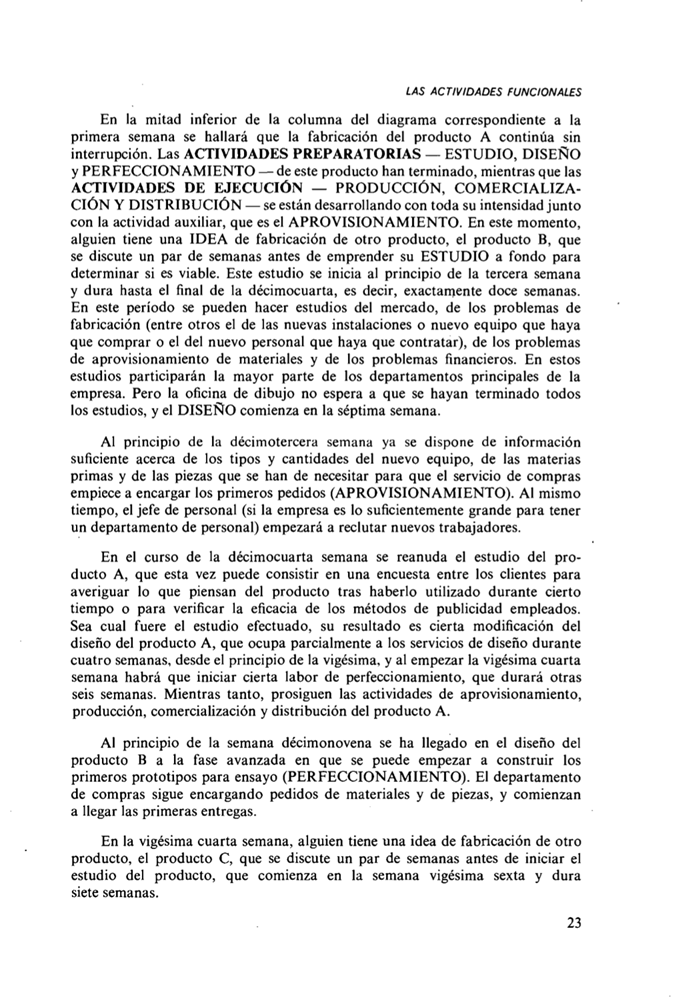 LAS ACTIVIDADES FUNCIONALES
En la mitad inferior de la columna del diagrama correspondiente a la
primera semana se hallará que la fabricación del producto A continúa sin
interrupción. Las ACTIVIDADES PREPARATORIAS — ESTUDIO, DISEÑO
y PERFECCIONAMIENTO — de este producto han terminado, mientras que las
ACTIVIDADES DE EJECUCIÓN — PRODUCCIÓN, COMERCIALIZA-
CIÓN Y DISTRIBUCIÓN — se están desarrollando con toda su intensidad junto
con la actividad auxiliar, que es el APROVISIONAMIENTO. En este momento,
alguien tiene una IDEA de fabricación de otro producto, el producto B, que
se discute un par de semanas antes de emprender su ESTUDIO a fondo para
determinar si es viable. Este estudio se inicia al principio de la tercera semana
y dura hasta el final de la décimocuarta, es decir, exactamente doce semanas.
En este período se pueden hacer estudios del mercado, de los problemas de
fabricación (entre otros el de las nuevas instalaciones o nuevo equipo que haya
que comprar o el del nuevo personal que haya que contratar), de los problemas
de aprovisionamiento de materiales y de los problemas financieros. En estos
estudios participarán la mayor parte de los departamentos principales de la
empresa. Pero la oficina de dibujo no espera a que se hayan terminado todos
los estudios, y el DISEÑO comienza en la séptima semana.
Al principio de la décimotercera semana ya se dispone de información
suficiente acerca de los tipos y cantidades del nuevo equipo, de las materias
primas y de las piezas que se han de necesitar para que el servicio de compras
empiece a encargar los primeros pedidos (APROVISIONAMIENTO). Al mismo
tiempo, el jefe de personal (si la empresa es lo suficientemente grande para tener
un departamento de personal) empezará a reclutar nuevos trabajadores.
En el curso de la décimocuarta semana se reanuda el estudio del pro-
ducto A, que esta vez puede consistir en una encuesta entre los clientes para
averiguar lo que piensan del producto tras haberlo utilizado durante cierto
tiempo o para verificar la eficacia de los métodos de publicidad empleados.
Sea cual fuere el estudio efectuado, su resultado es cierta modificación del
diseño del producto A, que ocupa parcialmente a los servicios de diseño durante
cuatro semanas, desde el principio de la vigésima, y al empezar la vigésima cuarta
semana habrá que iniciar cierta labor de perfeccionamiento, que durará otras
seis semanas. Mientras tanto, prosiguen las actividades de aprovisionamiento,
producción, comercialización y distribución del producto A.
Al principio de la semana décimonovena se ha llegado en el diseño del
producto B a la fase avanzada en que se puede empezar a construir los
primeros prototipos para ensayo (PERFECCIONAMIENTO). El departamento
de compras sigue encargando pedidos de materiales y de piezas, y comienzan
a llegar las primeras entregas.
En la vigésima cuarta semana, alguien tiene una idea de fabricación de otro
producto, el producto C, que se discute un par de semanas antes de iniciar el
estudio del producto, que comienza en la semana vigésima sexta y dura
siete semanas.
23